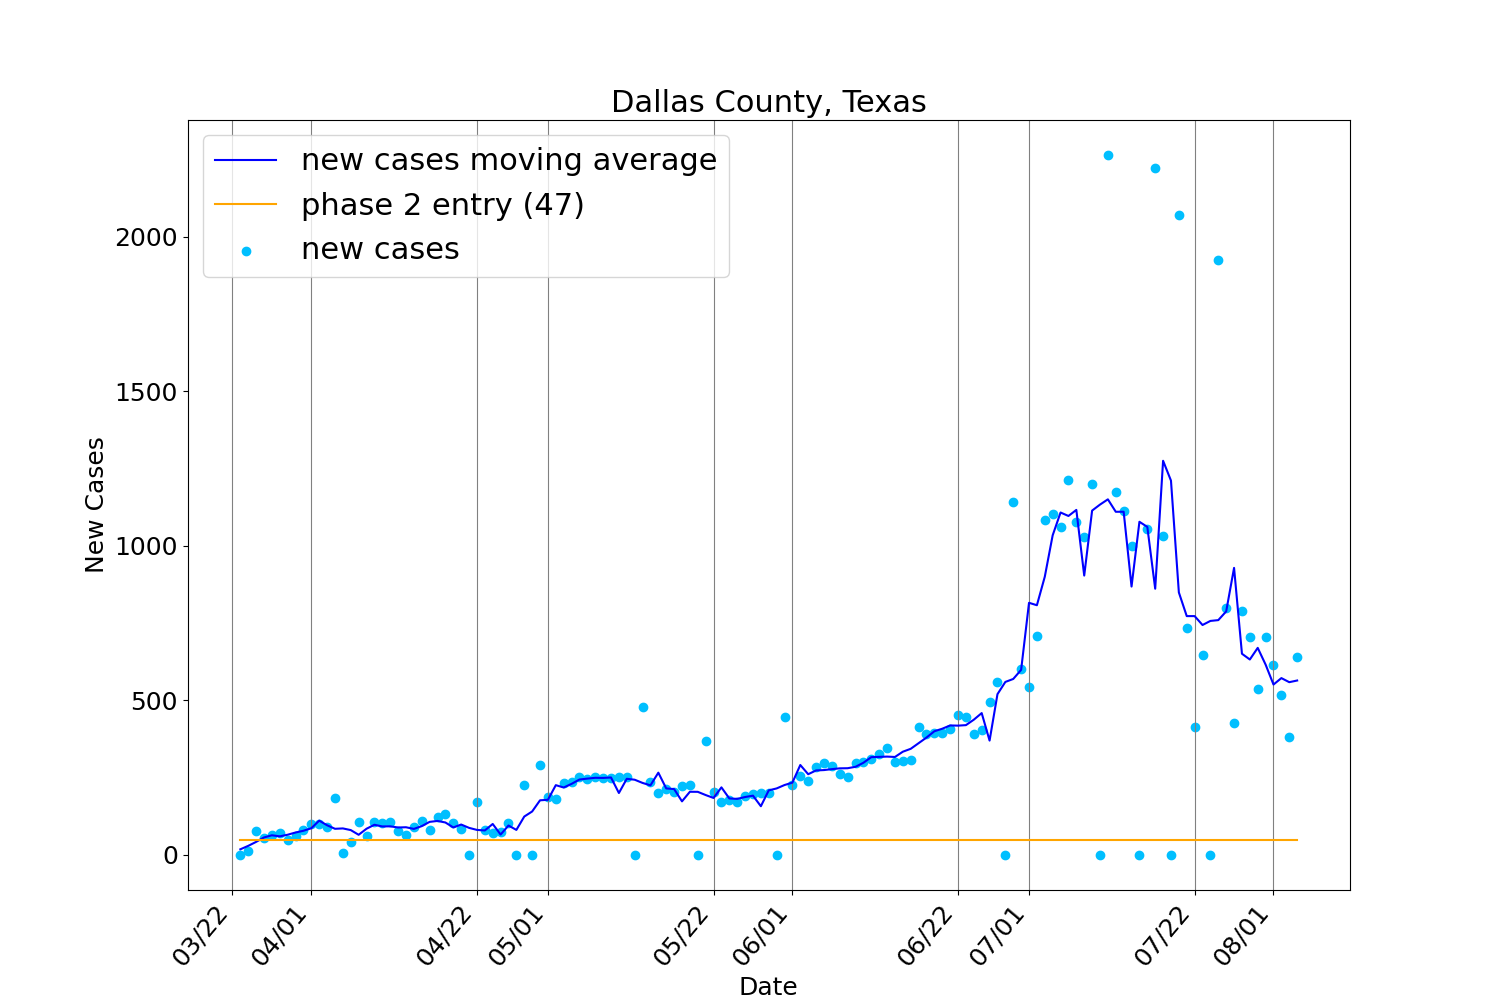 Dallas County, Texas
new cases moving average
phase 2 entry (47)
new cases
2000
1500
1000
500
0
New Cases
03/22
04/01
04/22
05/01
05/22
06/01
06/22
07/01
07/22
08/01
Date